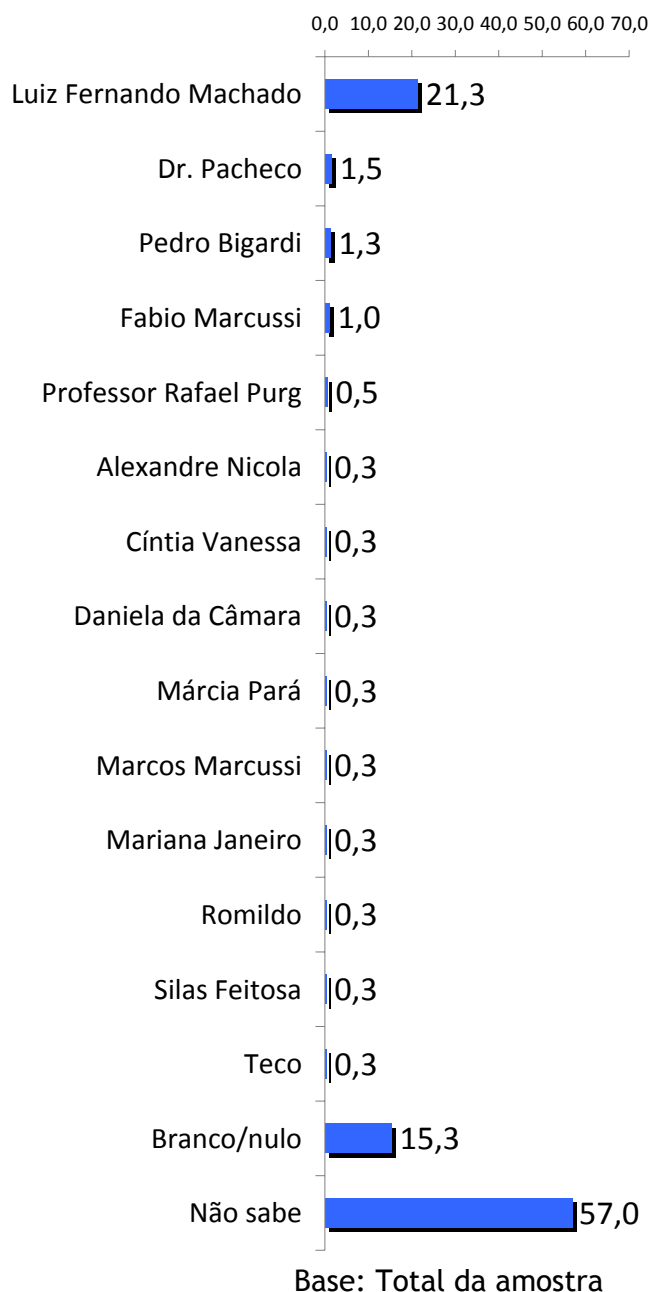 0,0 10,0 20,0 30,0 40,0 50,0 60,0 70,0
Luiz Fernando Machado 21,3
Dr. Pacheco 1,5
Pedro Bigardi 1,3
Fabio Marcussi 1,0
Professor Rafael Purg 0,5
Alexandre Nicola 0,3
Cíntia Vanessa 0,3
Daniela da Câmara 0,3
Márcia Pará 0,3
Marcos Marcussi 0,3
Mariana Janeiro 0,3
Romildo 0,3
Silas Feitosa 0,3
Teco 0,3
Branco/nulo 15,3
Não sabe 57,0
Base: Total da amostra